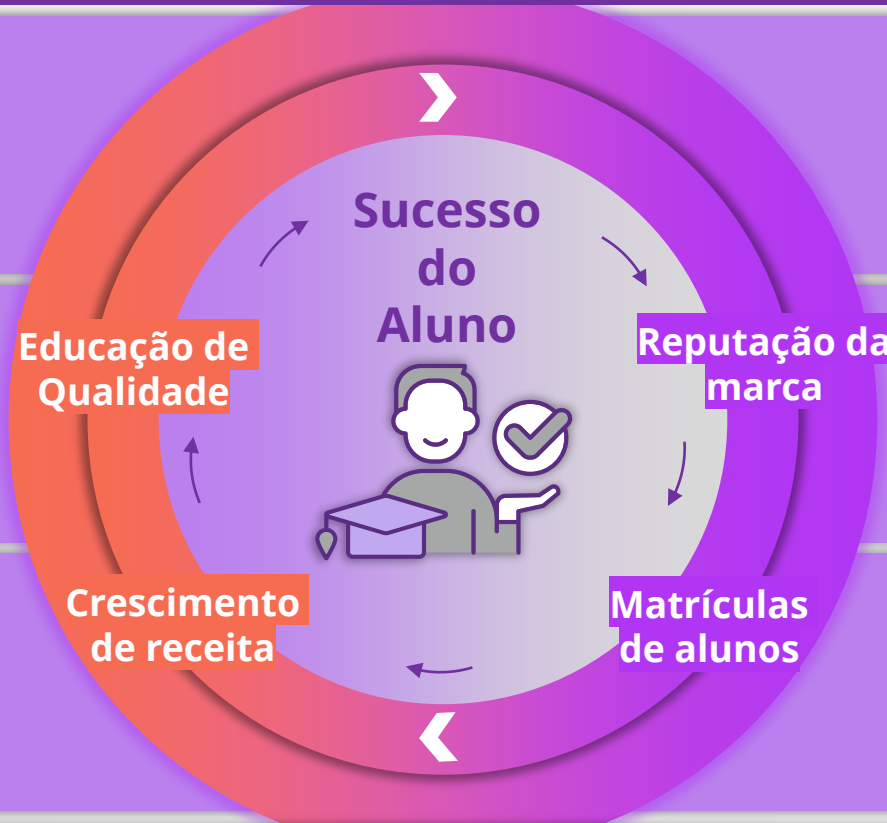 Sucesso
do
Aluno
Educação de
Qualidade
Reputação da
marca
Crescimento
de receita
Matrículas
de alunos